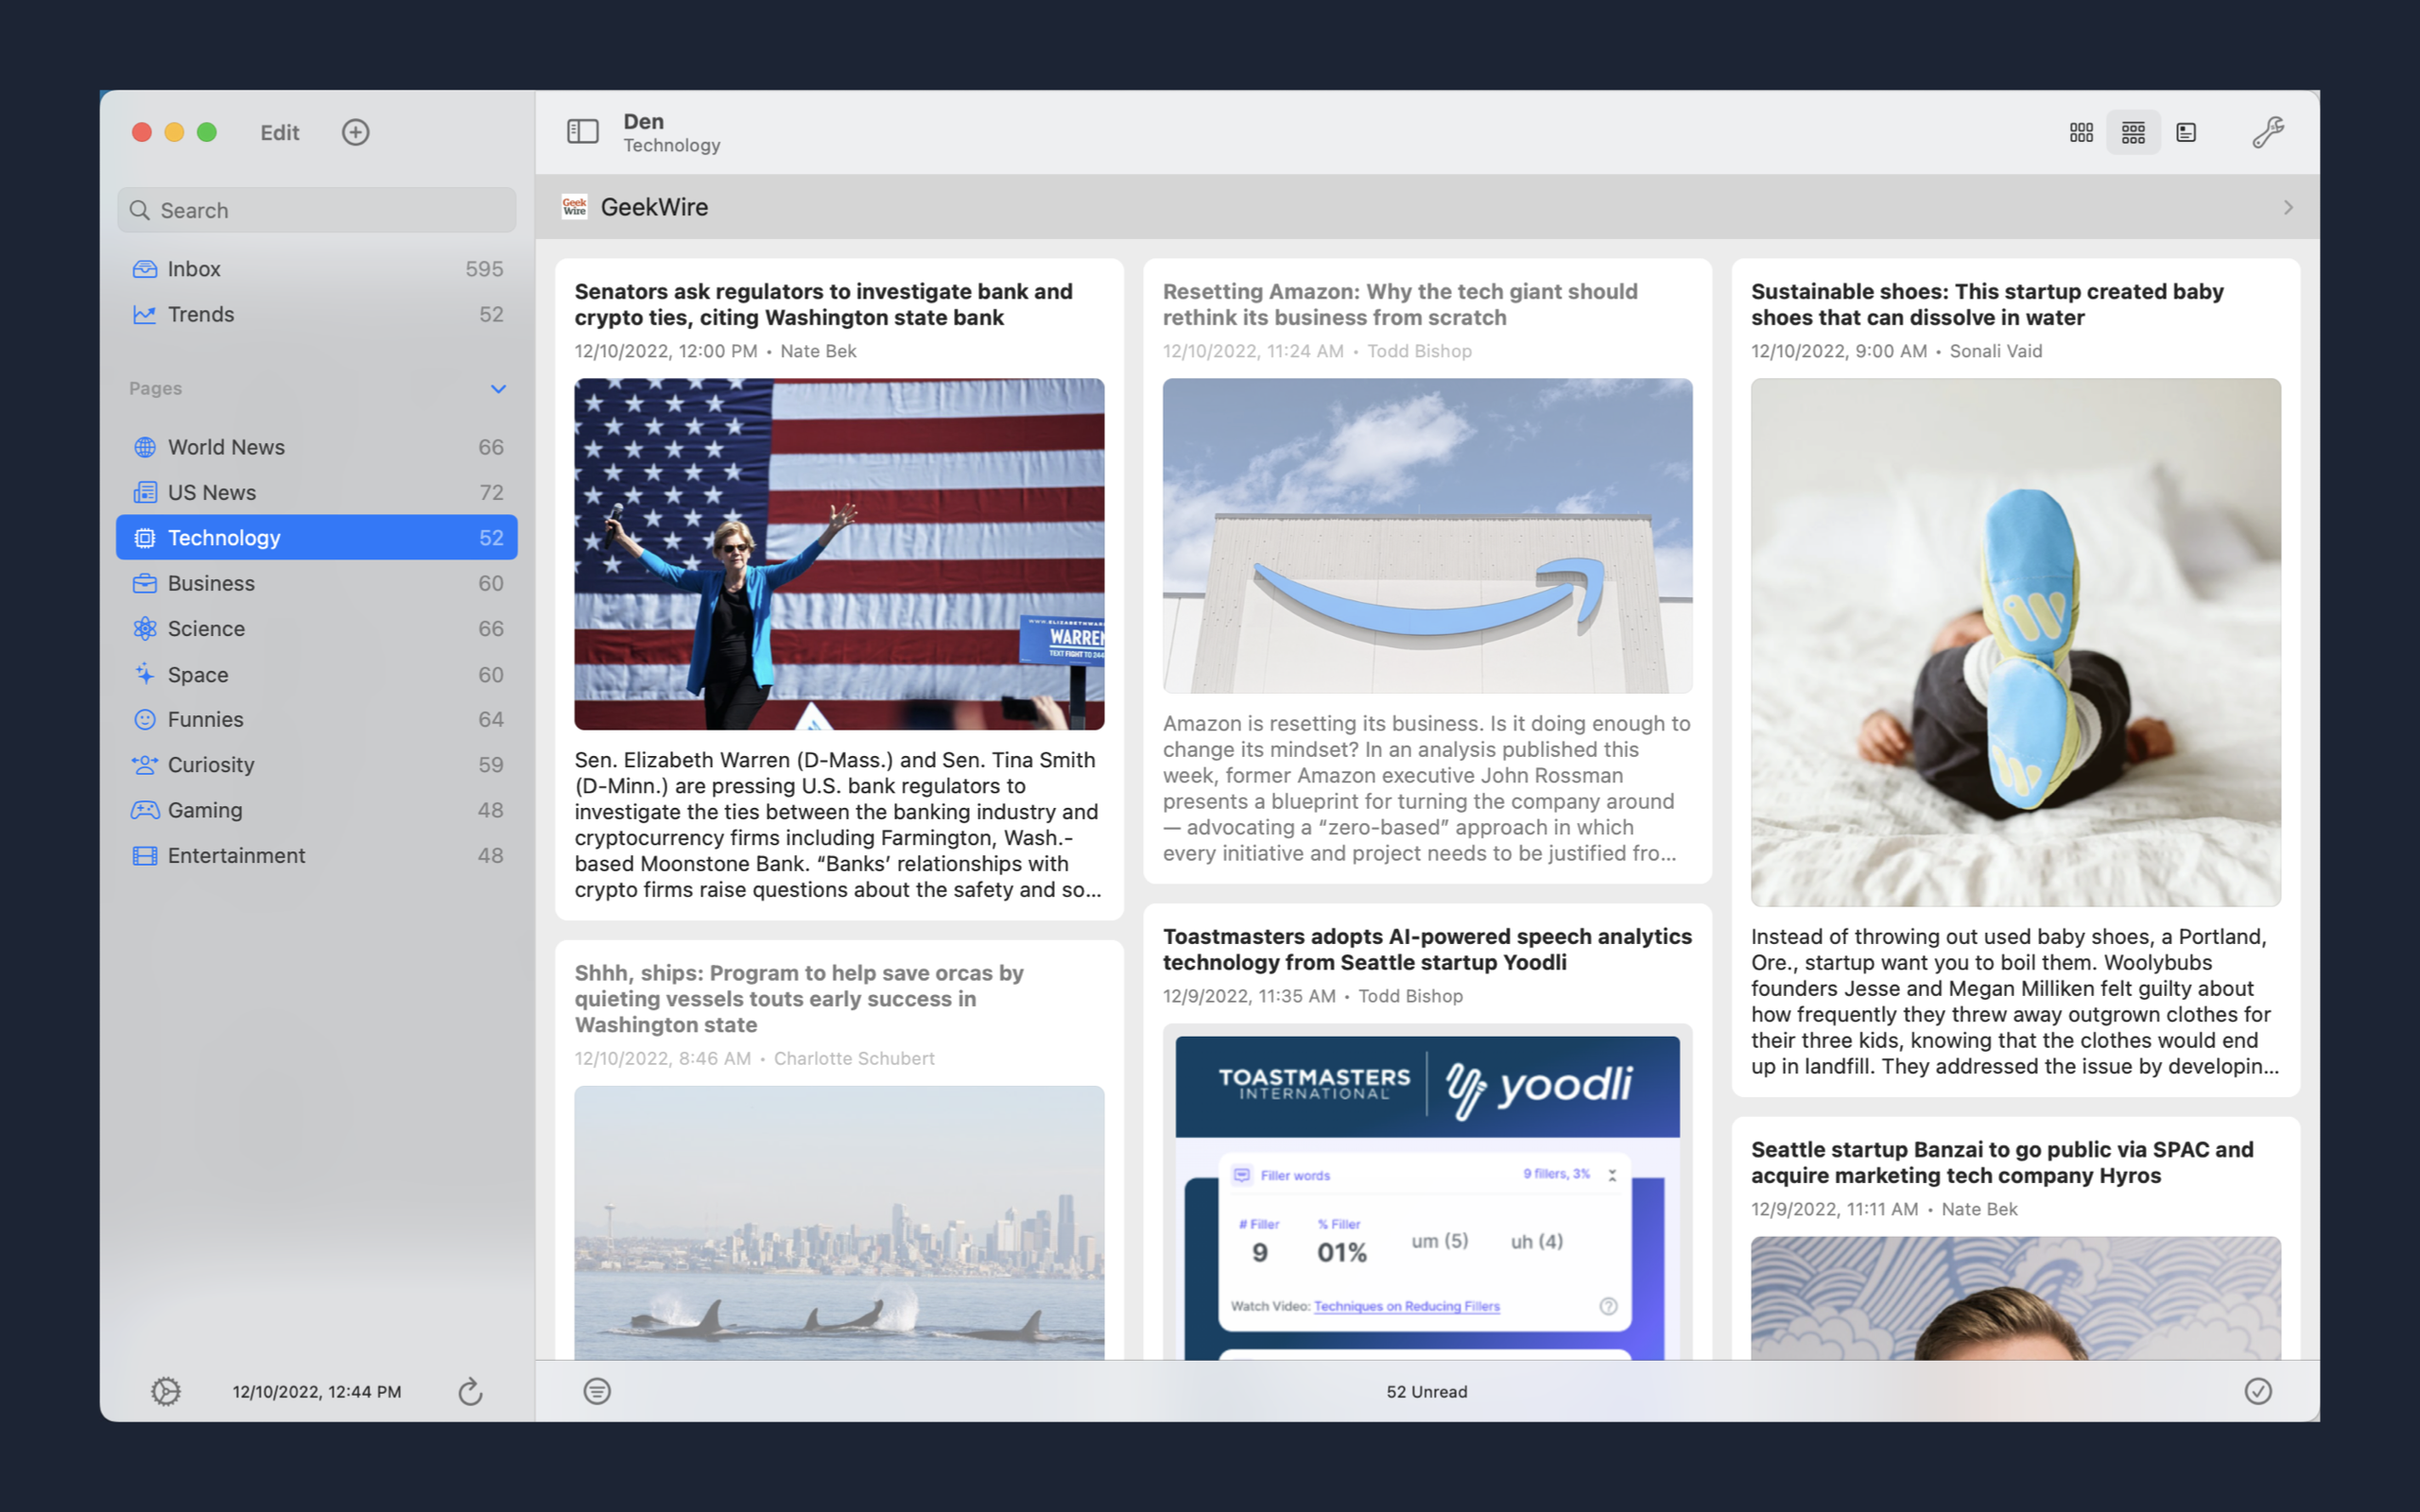 Edit
Search
Inbox 595
Trends 52
Pages
World News 66
US News 72
Technology 52
Business 60
Science 66
Space 60
Funnies 64
Curiosity 59
Gaming 48
Entertainment 48
12/10/2022, 12:44 PM
Den
Technology
Geek
Wire
GeekWire
Senators ask regulators to investigate bank and
crypto ties, citing Washington state bank
12/10/2022, 12:00 PM • Nate Bek
WARREN
TEXT FIGHT TO 244
Sen. Elizabeth Warren (D-Mass.) and Sen. Tina Smith
(D-Minn.) are pressing U.S. bank regulators to
investigate the ties between the banking industry and
cryptocurrency firms including Farmington, Wash.-
based Moonstone Bank. “Banks’ relationships with
crypto firms raise questions about the safety and so...
Shhh, ships: Program to help save orcas by
quieting vessels touts early success in
Washington state
12/10/2022, 8:46 AM • Charlotte Schubert
Resetting Amazon: Why the tech giant should
rethink its business from scratch
12/10/2022, 11:24 AM • Todd Bishop
Amazon is resetting its business. Is it doing enough to
change its mindset? In an analysis published this
week, former Amazon executive John Rossman
presents a blueprint for turning the company around
— advocating a “zero-based” approach in which
every initiative and project needs to be justified fro...
Toastmasters adopts AI-powered speech analytics
technology from Seattle startup Yoodli
12/9/2022, 11:35 AM • Todd Bishop
TOASTMASTERS
INTERNATIONAL
yoodli
Filler words 9 fillers, 3%
# Filler % Filler
9 01% um (5) uh (4)
Watch Video: Techniques on Reducing Fillers
Sustainable shoes: This startup created baby
shoes that can dissolve in water
12/10/2022, 9:00 AM • Sonali Vaid
Instead of throwing out used baby shoes, a Portland,
Ore., startup want you to boil them. Woolybubs
founders Jesse and Megan Milliken felt guilty about
how frequently they threw away outgrown clothes for
their three kids, knowing that the clothes would end
up in landfill. They addressed the issue by developin...
Seattle startup Banzai to go public via SPAC and
acquire marketing tech company Hyros
12/9/2022, 11:11 AM • Nate Bek
52 Unread